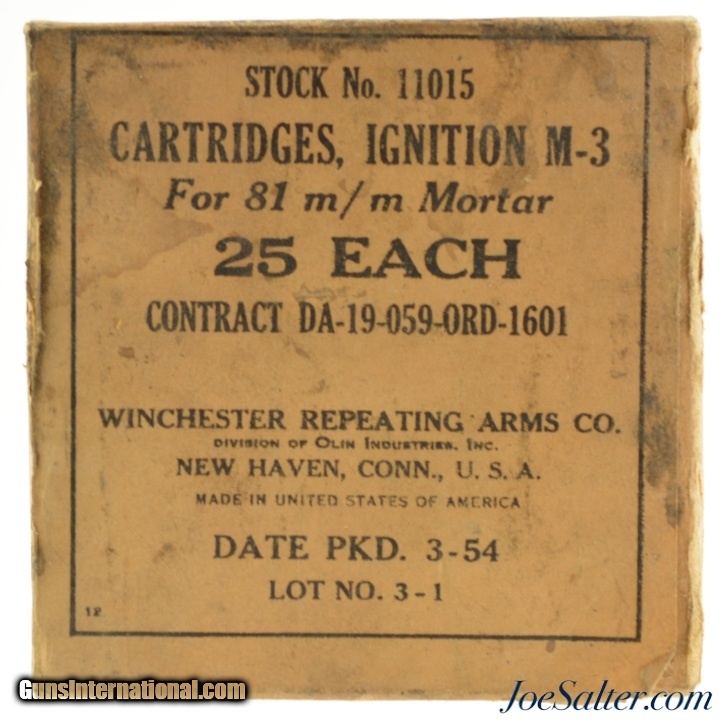 STOCK No. 11015
CARTRIDGES, IGNITION M-3
For 81 m/m Mortar
25 EACH
CONTRACT DA-19-059-ORD-1601
WINCHESTER REPEATING ARMS CO.
DIVISION OF OLIN INDUSTRIES, INC.
NEW HAVEN, CONN., U. S. A.
MADE IN UNITED STATES OF AMERICA
DATE PKD. 3-54
LOT NO. 3-1
12
GunsInternational.com
JoeSalter.com